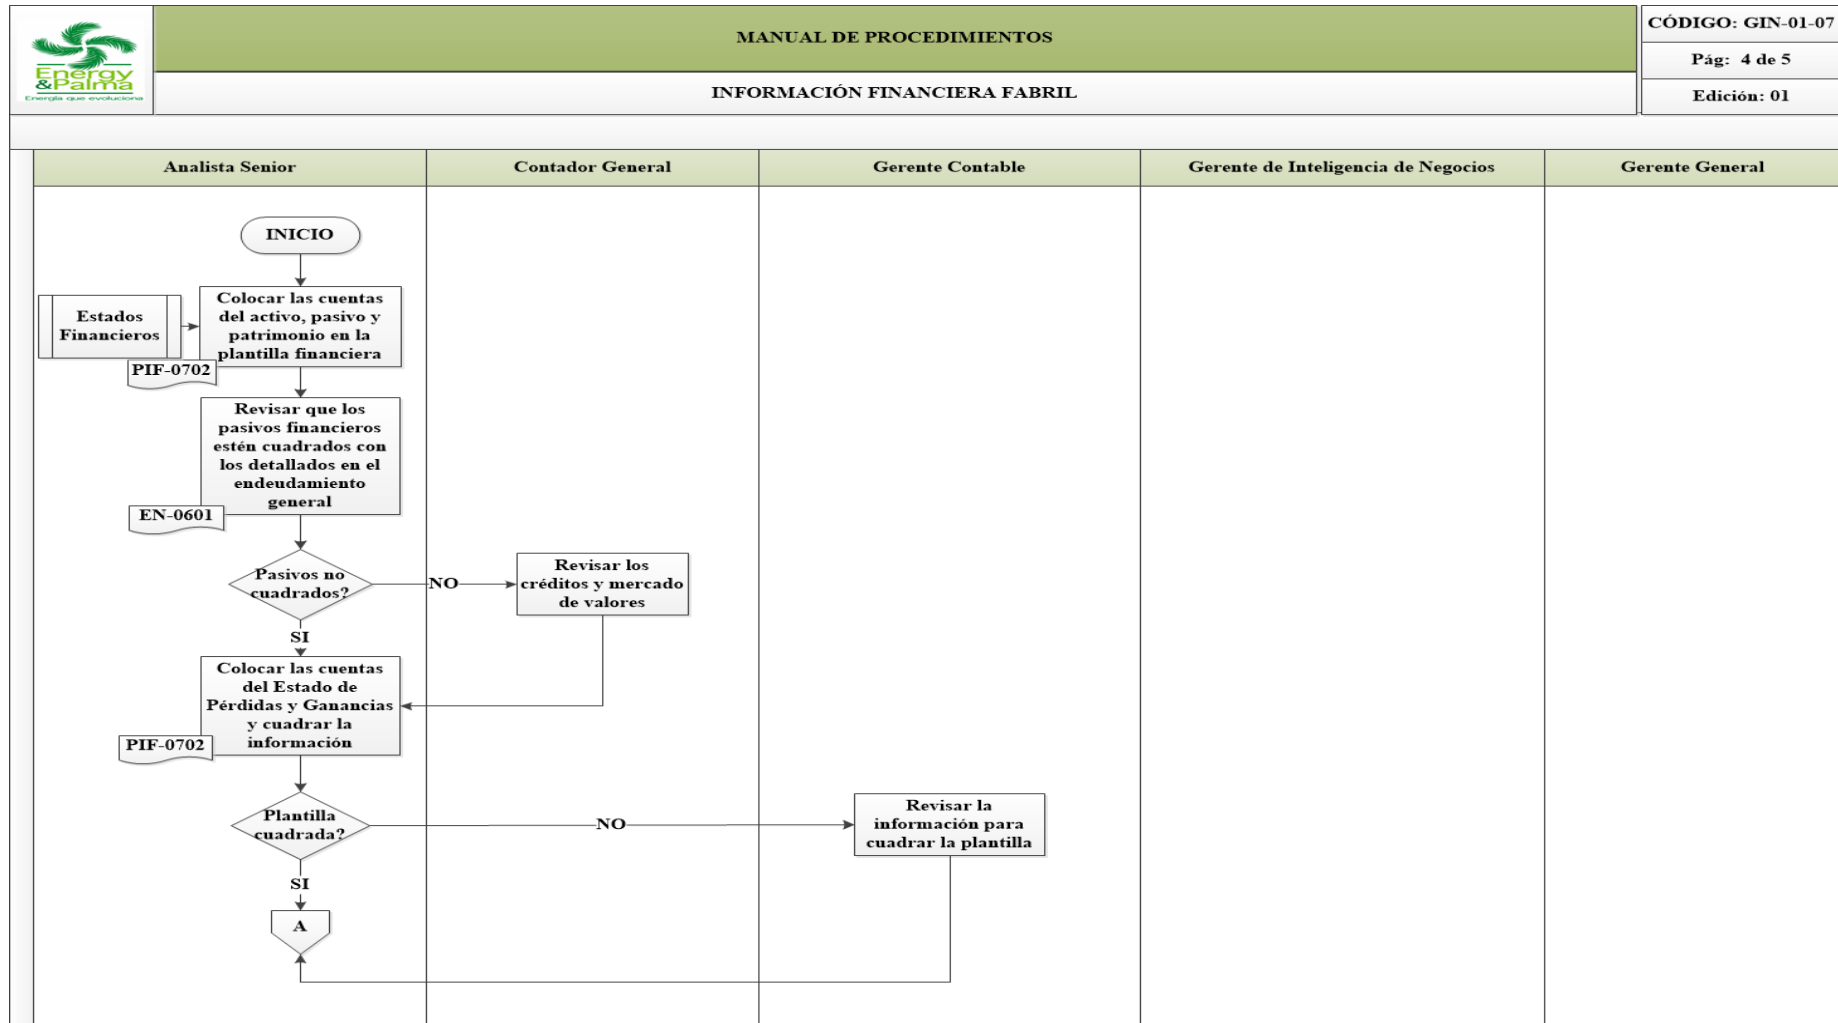 Energy
&Palma
Energía que evoluciona
MANUAL DE PROCEDIMIENTOS
INFORMACIÓN FINANCIERA FABRIL
CÓDIGO: GIN-01-07
Pág: 4 de 5
Edición: 01
Analista Senior
Contador General
Gerente Contable
Gerente de Inteligencia de Negocios
Gerente General
INICIO
Estados
Financieros
Colocar las cuentas
del activo, pasivo y
patrimonio en la
plantilla financiera
PIF-0702
Revisar que los
pasivos financieros
estén cuadrados con
los detallados en el
endeudamiento
general
EN-0601
Pasivos no
cuadrados?
NO
Revisar los
créditos y mercado
de valores
SI
Colocar las cuentas
del Estado de
Pérdidas y Ganancias
y cuadrar la
información
PIF-0702
Plantilla
cuadrada?
NO
Revisar la
información para
cuadrar la plantilla
SI
A